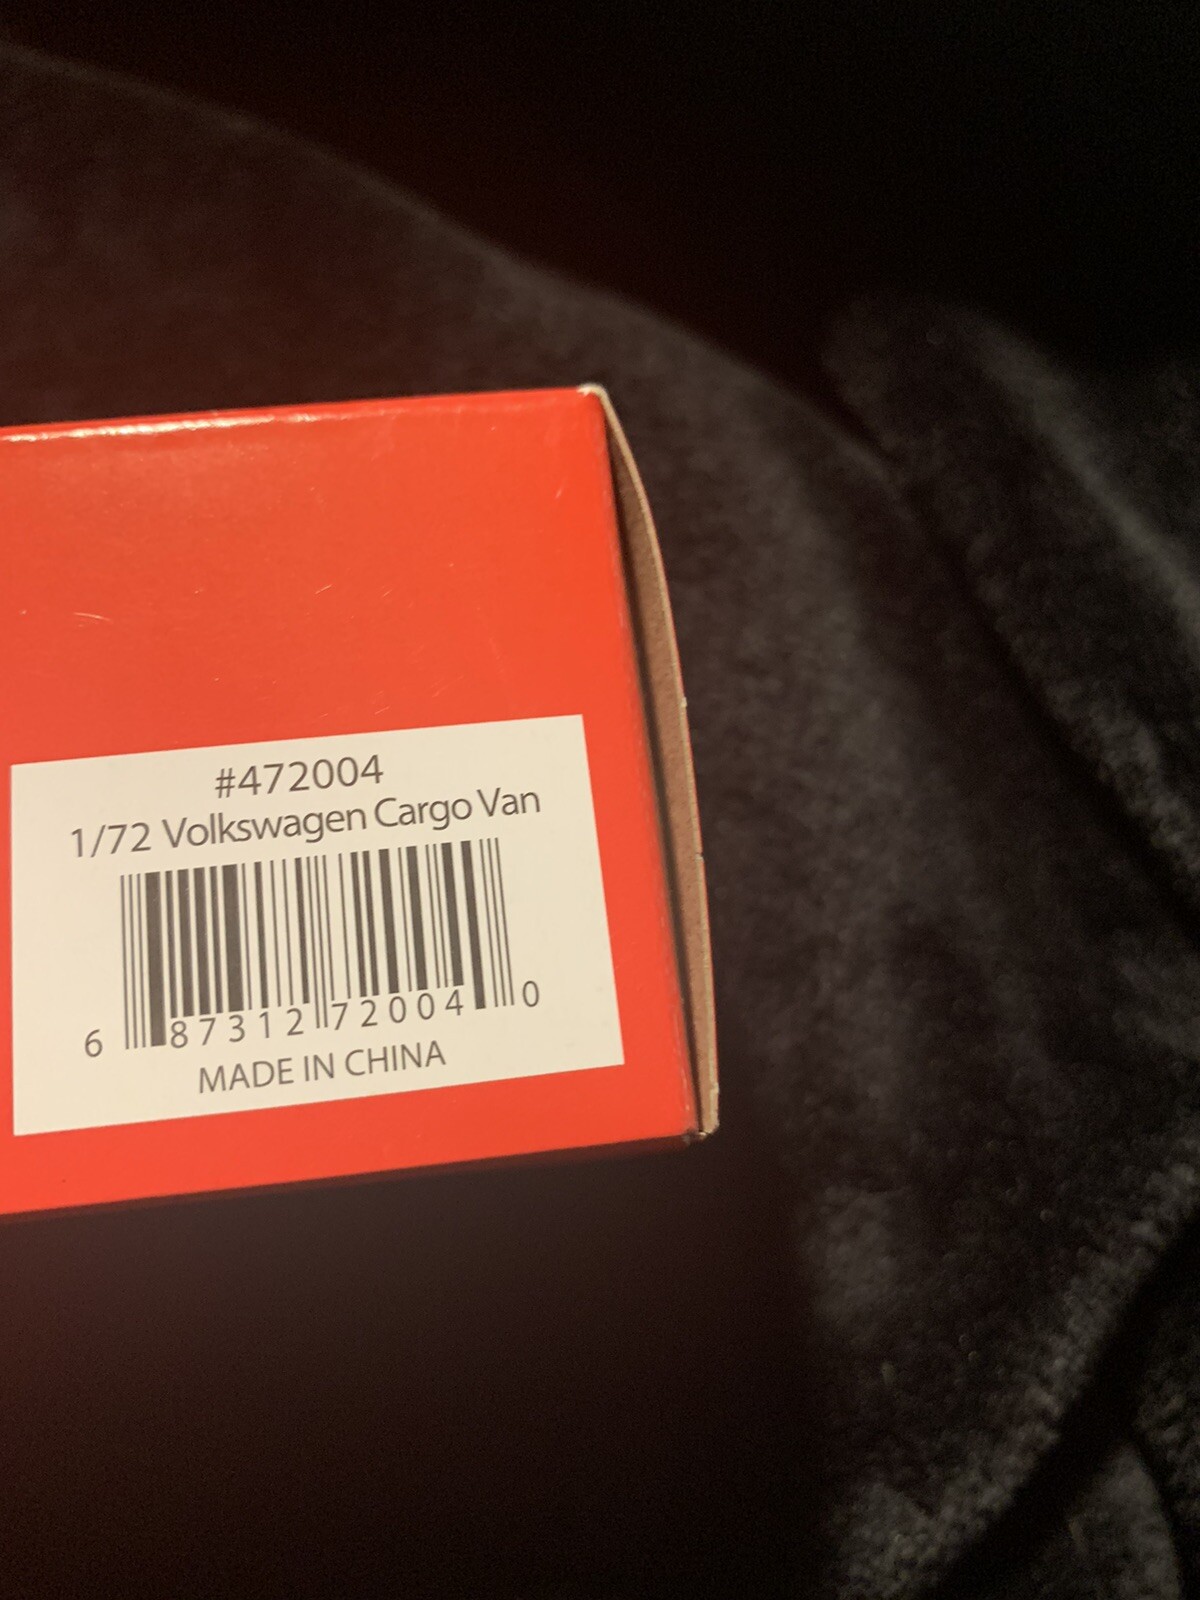 #472004
1/72 Volkswagen Cargo Van
6 87312 72004 0
MADE IN CHINA